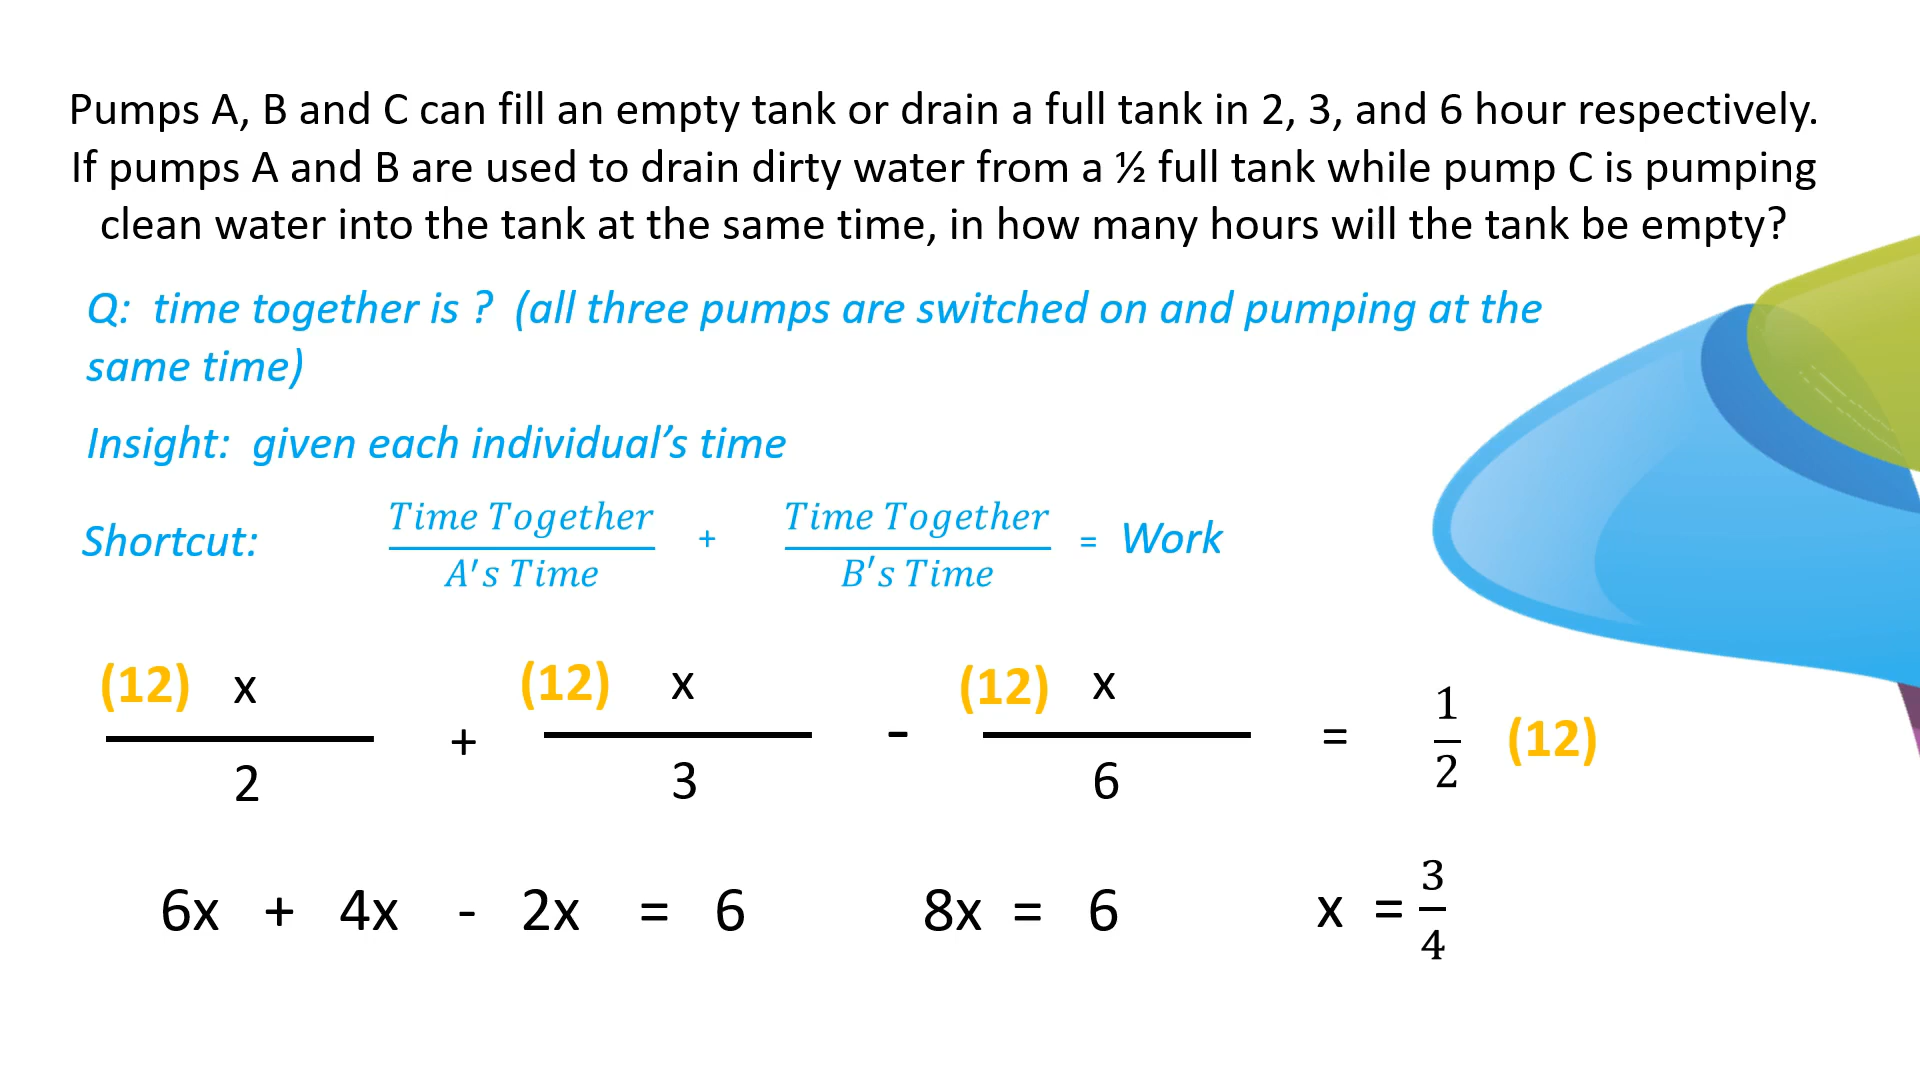 Pumps A, B and C can fill an empty tank or drain a full tank in 2, 3, and 6 hour respectively.
If pumps A and B are used to drain dirty water from a ½ full tank while pump C is pumping
clean water into the tank at the same time, in how many hours will the tank be empty?
Q: time together is ? (all three pumps are switched on and pumping at the
same time)
Insight: given each individual’s time
Shortcut: Time Together / A′s Time + Time Together / B′s Time = Work
(12) x / 2 + (12) x / 3 - (12) x / 6 = 1/2 (12)
6x + 4x - 2x = 6 8x = 6 x = 3/4